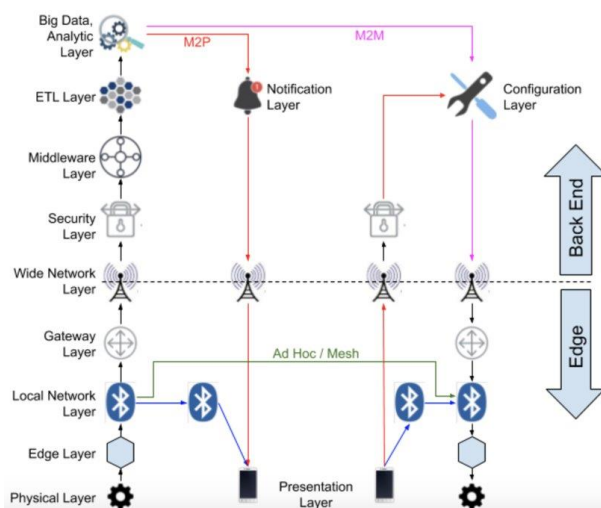 Big Data,
Analytic
Layer
M2P
M2M
ETL Layer
Notification
Layer
Configuration
Layer
Middleware
Layer
Security
Layer
Back End
Wide Network
Layer
Gateway
Layer
Ad Hoc / Mesh
Edge
Local Network
Layer
Edge Layer
Physical Layer
Presentation
Layer